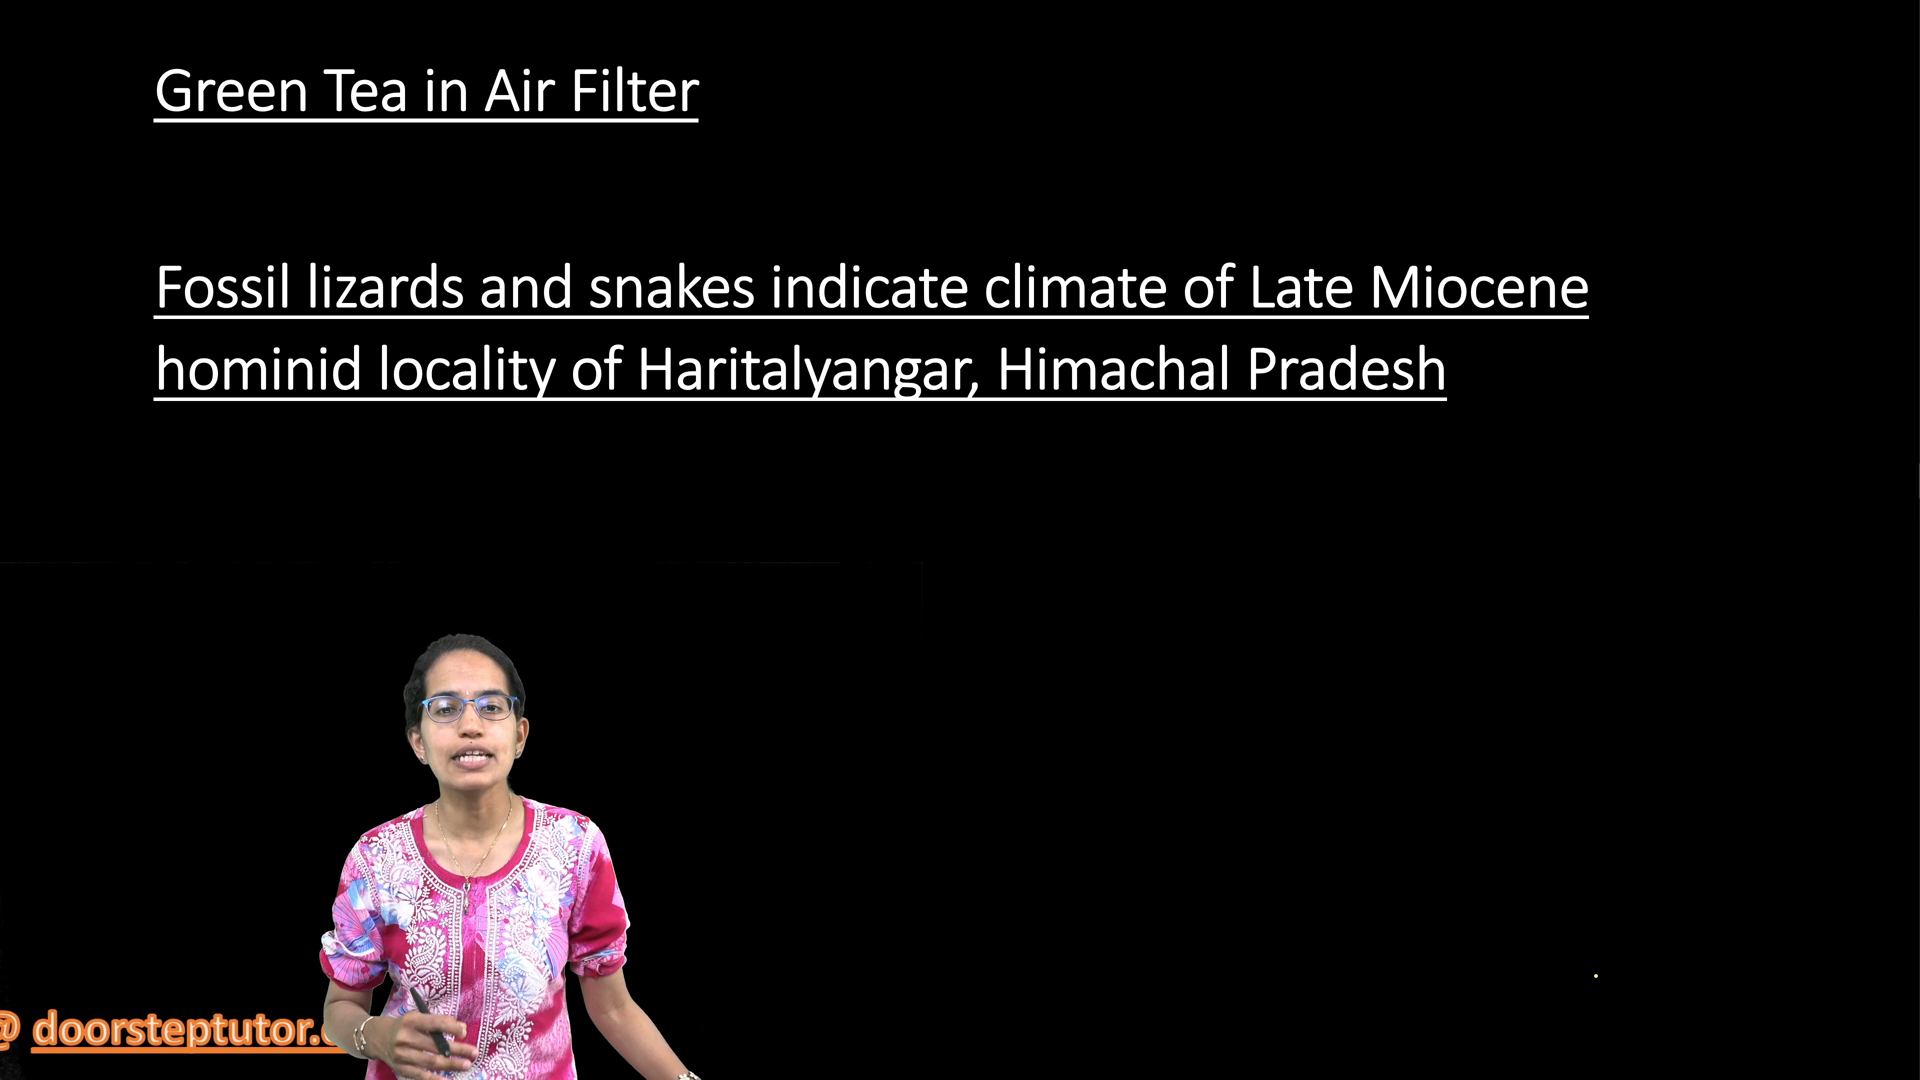 Green Tea in Air Filter
Fossil lizards and snakes indicate climate of Late Miocene
hominid locality of Haritalyangar, Himachal Pradesh
@ doorsteptutor.